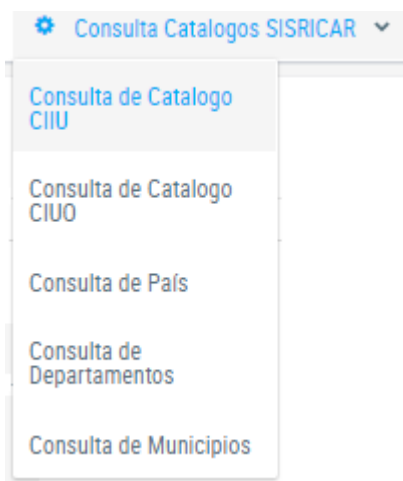 Consulta Catalogos SISRICAR
Consulta de Catalogo
CIIU
Consulta de Catalogo
CIUO
Consulta de País
Consulta de
Departamentos
Consulta de Municipios